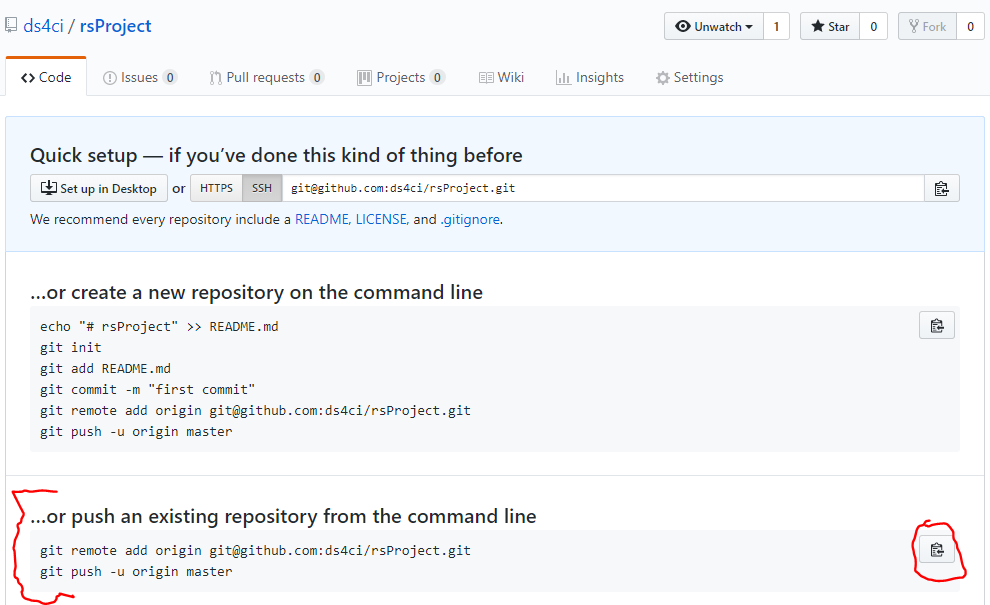 ds4ci / rsProject
Unwatch 1 Star 0 Fork 0
Code Issues 0 Pull requests 0 Projects 0 Wiki Insights Settings
Quick setup — if you’ve done this kind of thing before
Set up in Desktop or HTTPS SSH git@github.com:ds4ci/rsProject.git
We recommend every repository include a README, LICENSE, and .gitignore.
…or create a new repository on the command line
echo "# rsProject" >> README.md
git init
git add README.md
git commit -m "first commit"
git remote add origin git@github.com:ds4ci/rsProject.git
git push -u origin master
…or push an existing repository from the command line
git remote add origin git@github.com:ds4ci/rsProject.git
git push -u origin master